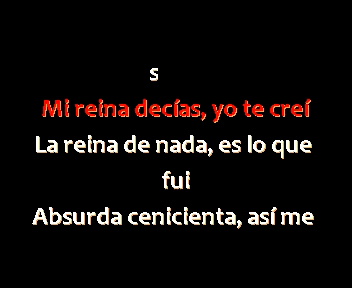 s
Mi reina decías, yo te creí
La reina de nada, es lo que
fui
Absurda cenicienta, así me